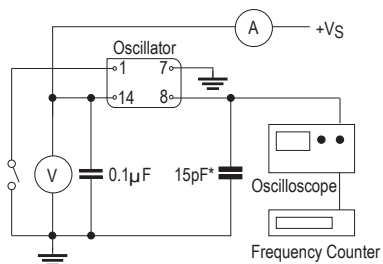 A
+VS
Oscillator
1 7
14 8
V
0.1μF
15pF*
Oscilloscope
Frequency Counter